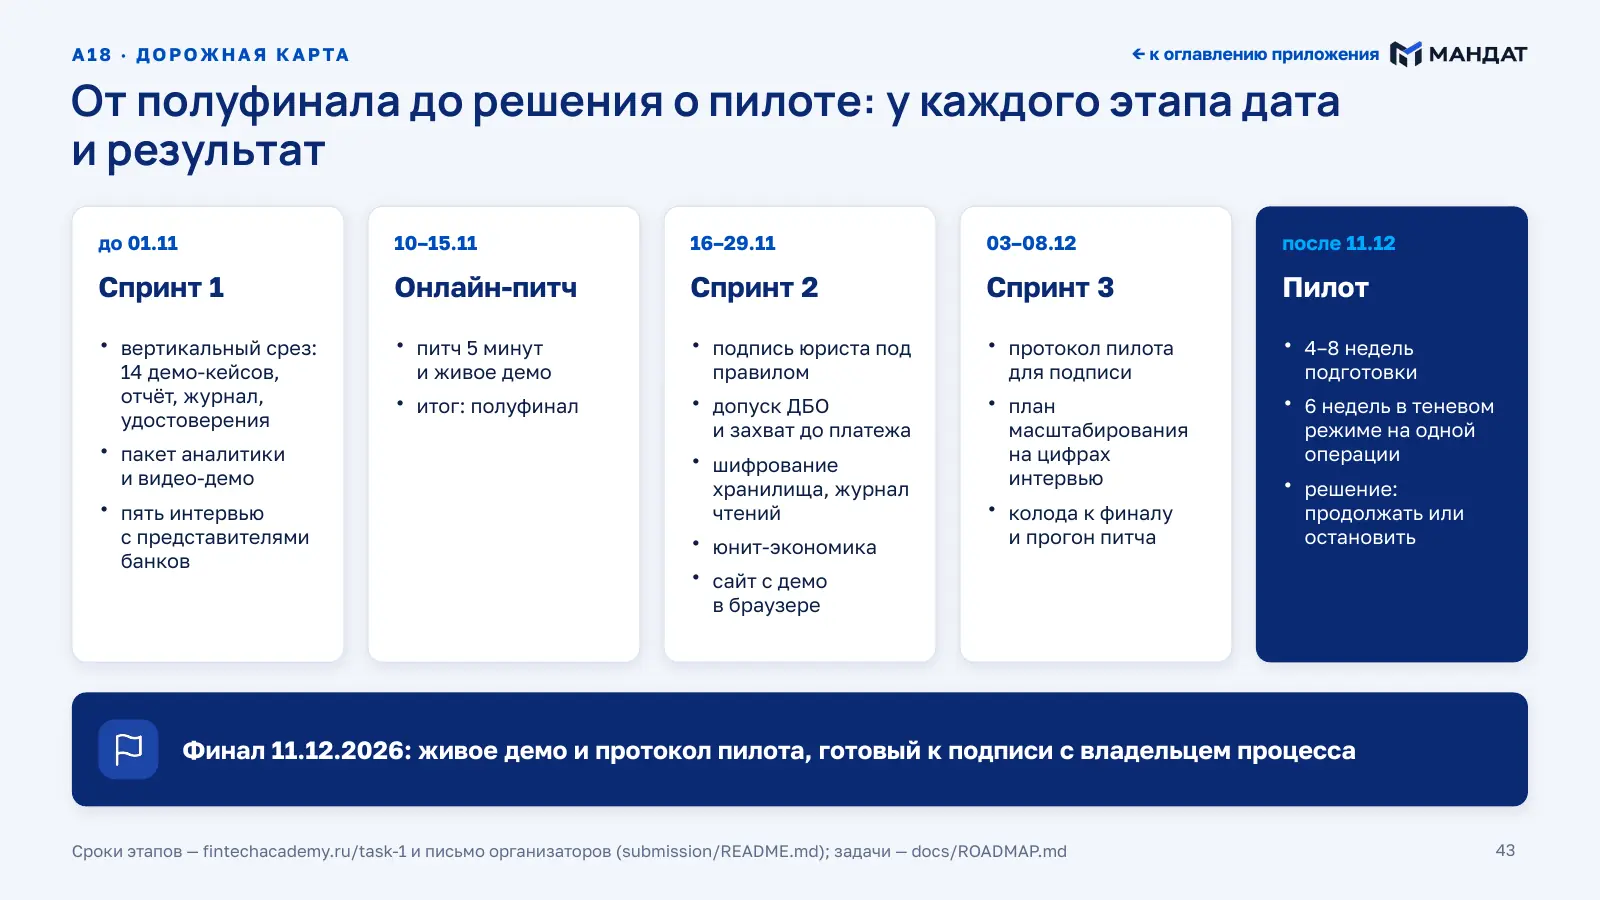 А18 · ДОРОЖНАЯ КАРТА
← к оглавлению приложения
МАНДАТ
От полуфинала до решения о пилоте: у каждого этапа дата
и результат
до 01.11
Спринт 1
• вертикальный срез:
14 демо-кейсов,
отчёт, журнал,
удостоверения
• пакет аналитики
и видео-демо
• пять интервью
с представителями
банков
10–15.11
Онлайн-питч
• питч 5 минут
и живое демо
• итог: полуфинал
16–29.11
Спринт 2
• подпись юриста под
правилом
• допуск ДБО
и захват до платежа
• шифрование
хранилища, журнал
чтений
• юнит-экономика
• сайт с демо
в браузере
03–08.12
Спринт 3
• протокол пилота
для подписи
• план
масштабирования
на цифрах
интервью
• колода к финалу
и прогон питча
после 11.12
Пилот
• 4–8 недель
подготовки
• 6 недель в теневом
режиме на одной
операции
• решение:
продолжать или
остановить
Финал 11.12.2026: живое демо и протокол пилота, готовый к подписи с владельцем процесса
Сроки этапов — fintechacademy.ru/task-1 и письмо организаторов (submission/README.md); задачи — docs/ROADMAP.md
43